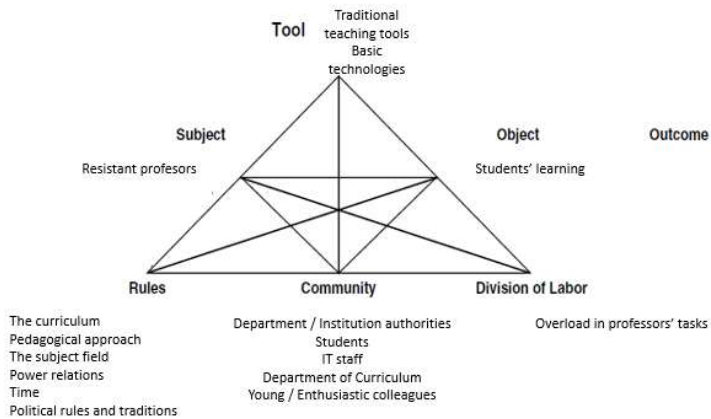 Tool
Traditional
teaching tools
Basic
technologies
Subject
Object
Outcome
Resistant profesors
Students' learning
Rules
Community
Division of Labor
The curriculum
Pedagogical approach
The subject field
Power relations
Time
Political rules and traditions
Department / Institution authorities
Students
IT staff
Department of Curriculum
Young / Enthusiastic colleagues
Overload in professors' tasks